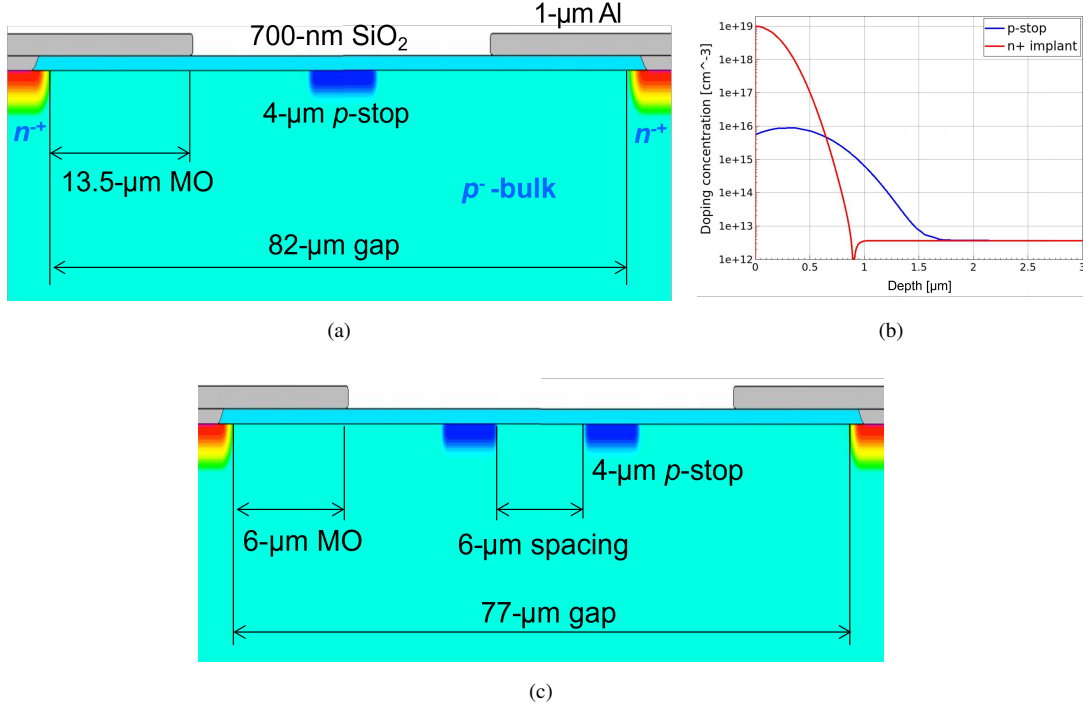 1-µm Al
700-nm SiO₂
4-µm p-stop
n⁻⁺
n⁻⁺
13.5-µm MO
p⁻ -bulk
82-µm gap
(a)
p-stop
n+ implant
Doping concentration [cm^-3]
1e+19
1e+18
1e+17
1e+16
1e+15
1e+14
1e+13
1e+12
0
0.5
1
1.5
2
2.5
3
Depth [µm]
(b)
4-µm p-stop
6-µm MO
6-µm spacing
77-µm gap
(c)